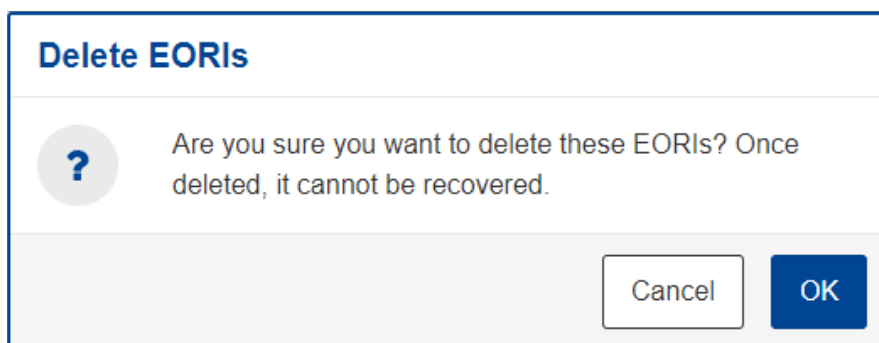 Delete EORIs
?
Are you sure you want to delete these EORIs? Once
deleted, it cannot be recovered.
Cancel
OK